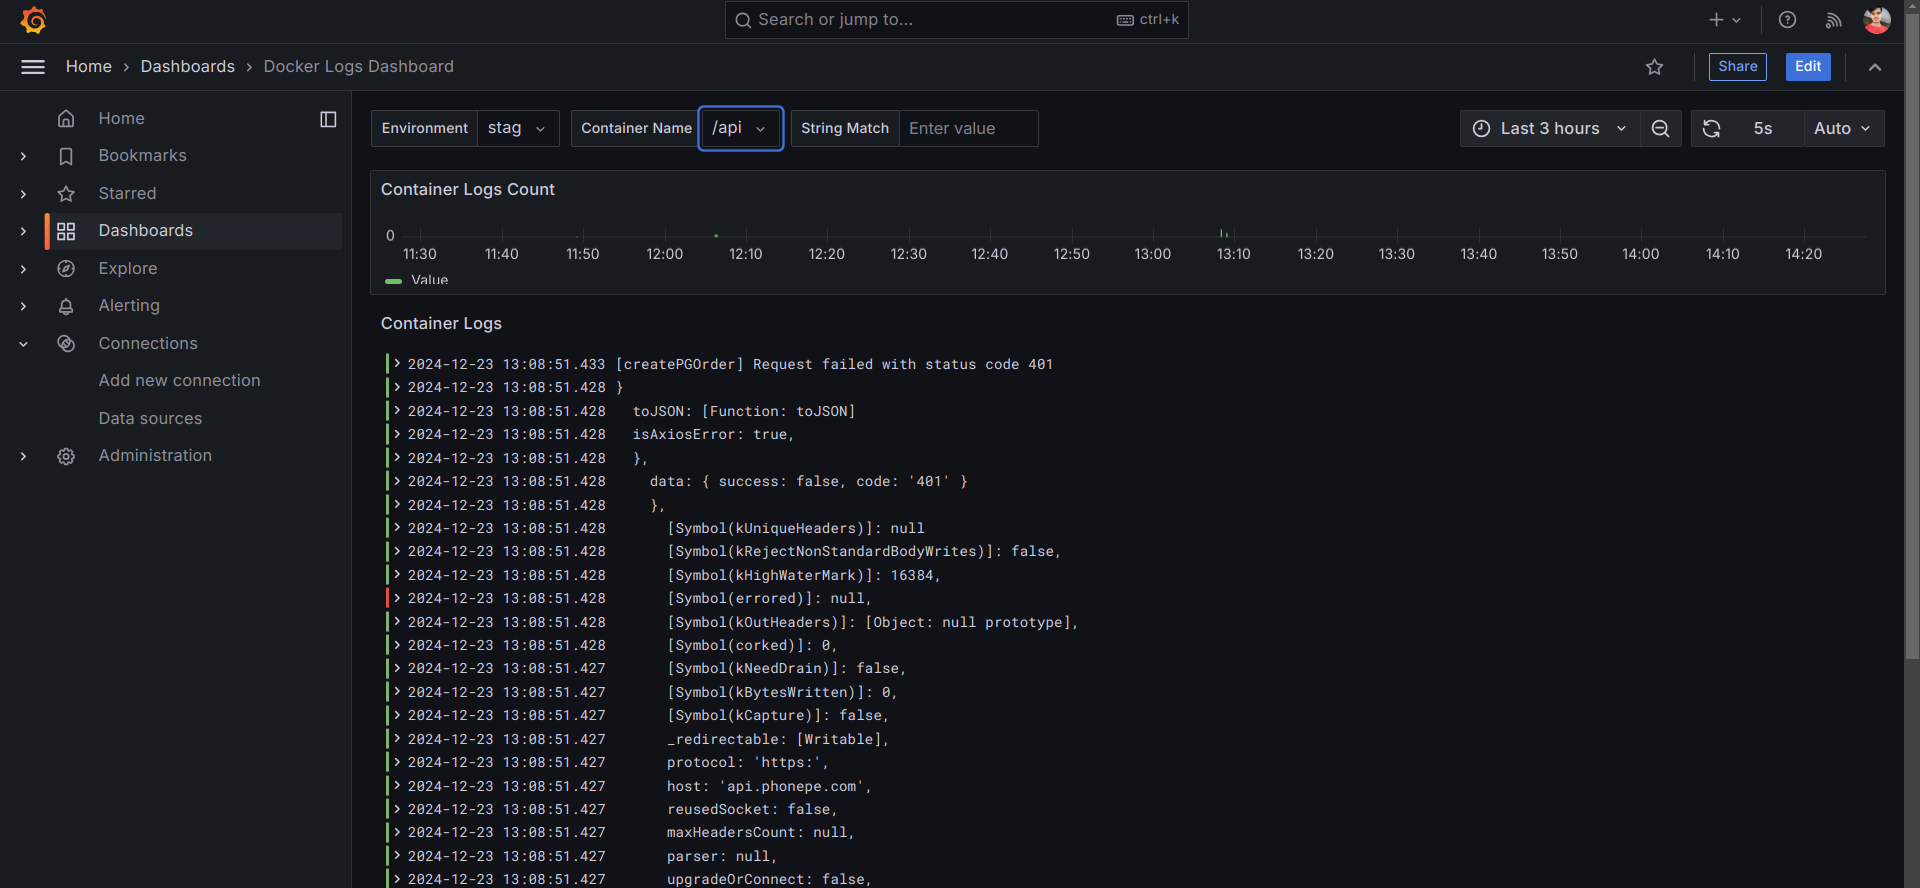 Search or jump to... ctrl+k
Home › Dashboards › Docker Logs Dashboard
Share Edit
Home
Bookmarks
Starred
Dashboards
Explore
Alerting
Connections
Add new connection
Data sources
Administration
Environment stag Container Name /api String Match Enter value Last 3 hours 5s Auto
Container Logs Count
0
11:30 11:40 11:50 12:00 12:10 12:20 12:30 12:40 12:50 13:00 13:10 13:20 13:30 13:40 13:50 14:00 14:10 14:20
Value
Container Logs
2024-12-23 13:08:51.433 [createPGOrder] Request failed with status code 401
2024-12-23 13:08:51.428 }
2024-12-23 13:08:51.428 toJSON: [Function: toJSON]
2024-12-23 13:08:51.428 isAxiosError: true,
2024-12-23 13:08:51.428 },
2024-12-23 13:08:51.428 data: { success: false, code: '401' }
2024-12-23 13:08:51.428 },
2024-12-23 13:08:51.428 [Symbol(kUniqueHeaders)]: null
2024-12-23 13:08:51.428 [Symbol(kRejectNonStandardBodyWrites)]: false,
2024-12-23 13:08:51.428 [Symbol(kHighWaterMark)]: 16384,
2024-12-23 13:08:51.428 [Symbol(errored)]: null,
2024-12-23 13:08:51.428 [Symbol(kOutHeaders)]: [Object: null prototype],
2024-12-23 13:08:51.428 [Symbol(corked)]: 0,
2024-12-23 13:08:51.427 [Symbol(kNeedDrain)]: false,
2024-12-23 13:08:51.427 [Symbol(kBytesWritten)]: 0,
2024-12-23 13:08:51.427 [Symbol(kCapture)]: false,
2024-12-23 13:08:51.427 _redirectable: [Writable],
2024-12-23 13:08:51.427 protocol: 'https:',
2024-12-23 13:08:51.427 host: 'api.phonepe.com',
2024-12-23 13:08:51.427 reusedSocket: false,
2024-12-23 13:08:51.427 maxHeadersCount: null,
2024-12-23 13:08:51.427 parser: null,
2024-12-23 13:08:51.427 upgradeOrConnect: false,